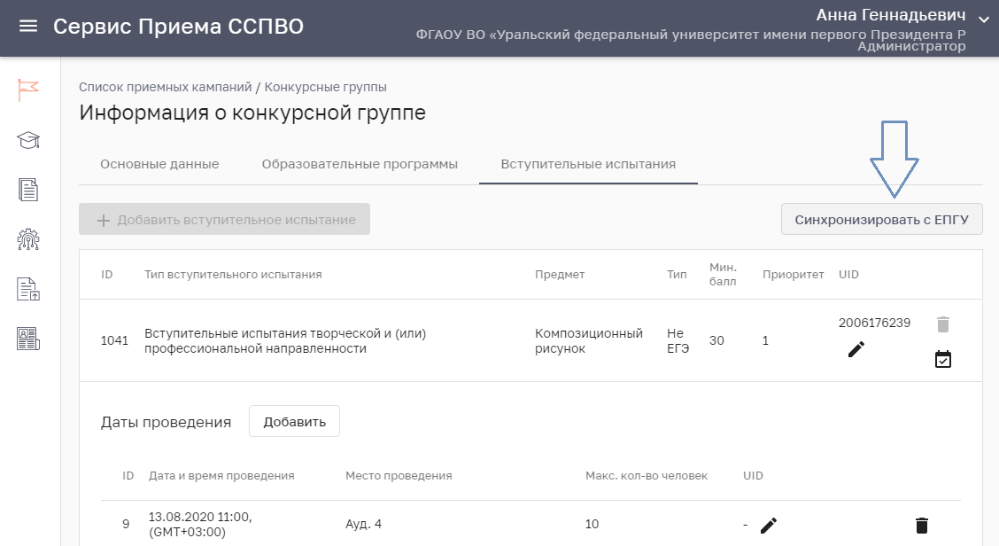 Сервис Приема ССПВО
Анна Геннадьевич
ФГАОУ ВО «Уральский федеральный университет имени первого Президента Р
Администратор
Список приемных кампаний / Конкурсные группы
Информация о конкурсной группе
Основные данные Образовательные программы Вступительные испытания
+ Добавить вступительное испытание Синхронизировать с ЕПГУ
ID Тип вступительного испытания Предмет Тип Мин. балл Приоритет UID
1041 Вступительные испытания творческой и (или) профессиональной направленности Композиционный рисунок Не ЕГЭ 30 1 2006176239
Даты проведения Добавить
ID Дата и время проведения Место проведения Макс. кол-во человек UID
9 13.08.2020 11:00, (GMT+03:00) Ауд. 4 10 -